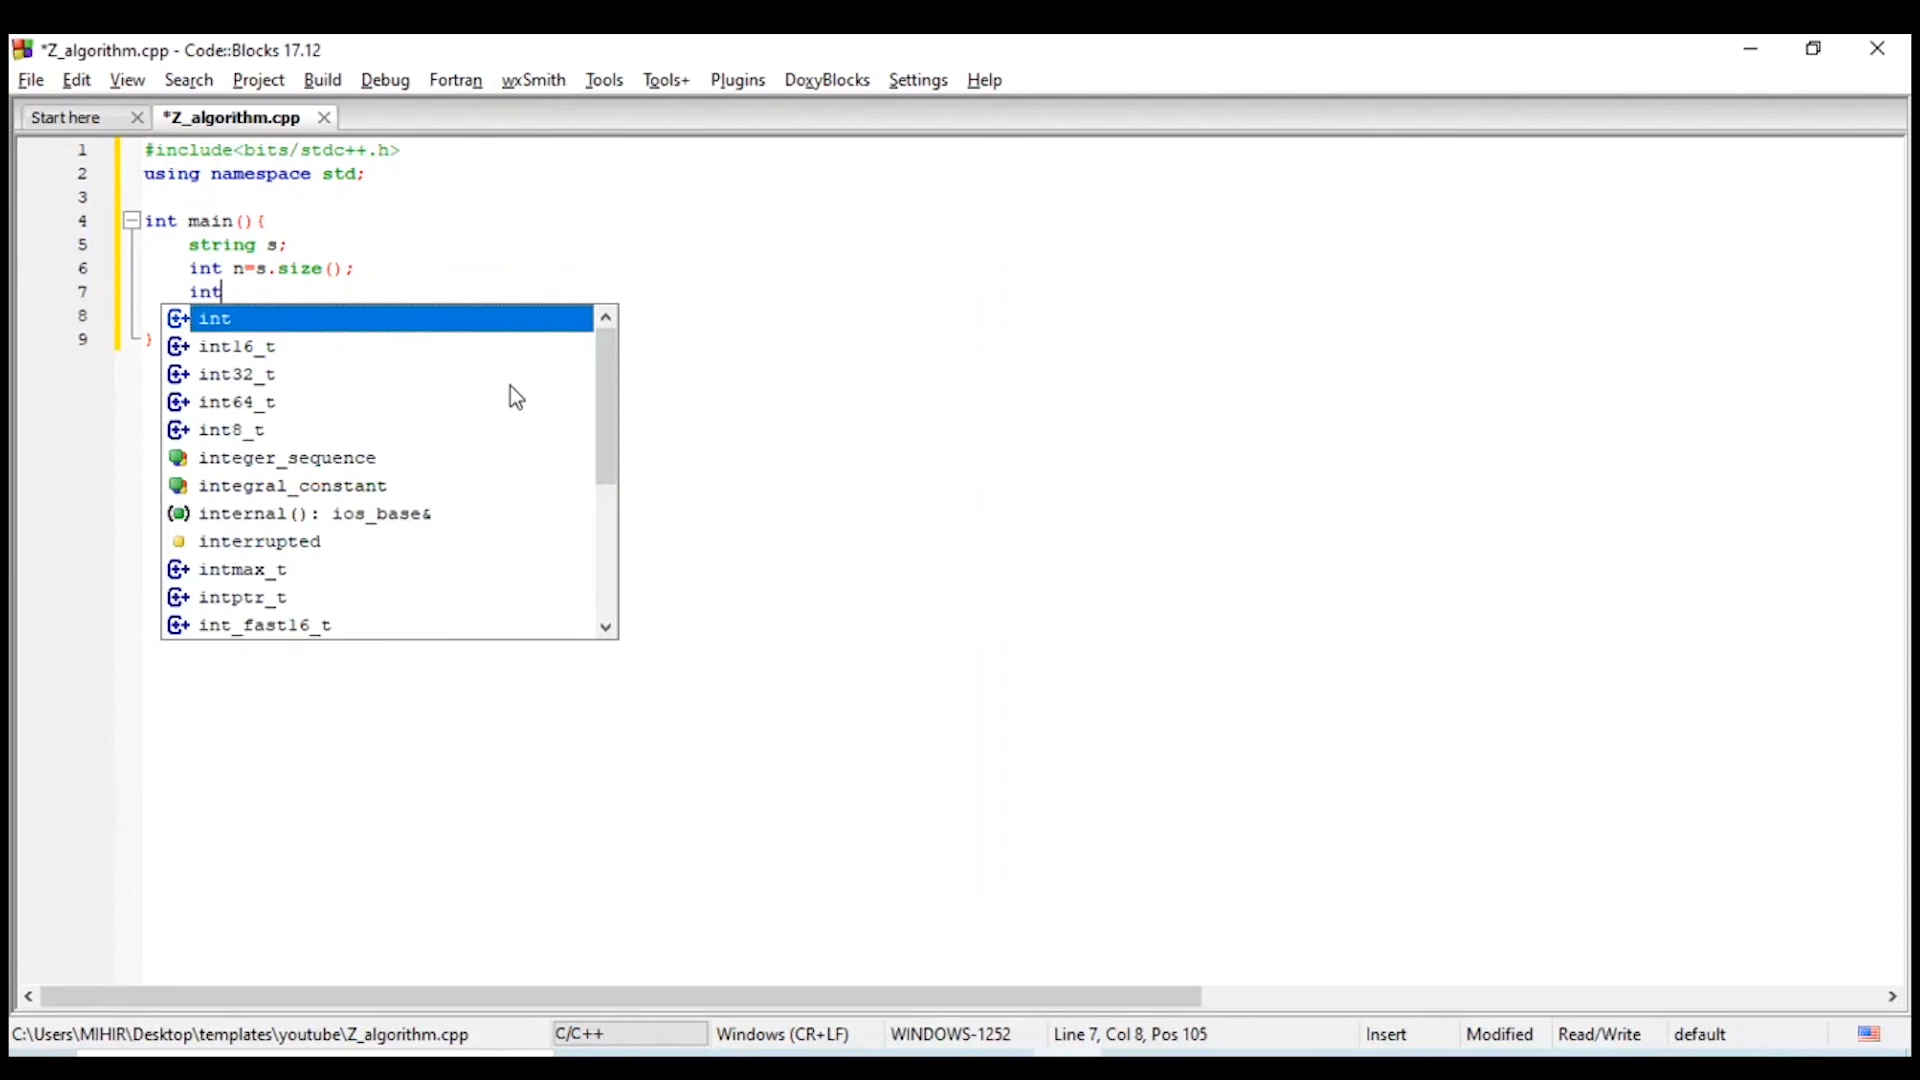 *Z_algorithm.cpp - Code::Blocks 17.12
File Edit View Search Project Build Debug Fortran wxSmith Tools Tools+ Plugins DoxyBlocks Settings Help
Start here *Z_algorithm.cpp
1 #include<bits/stdc++.h>
2 using namespace std;
3
4 int main(){
5 string s;
6 int n=s.size();
7 int
8 int
9 }
int16_t
int32_t
int64_t
int8_t
integer_sequence
integral_constant
internal(): ios_base&
interrupted
intmax_t
intptr_t
int_fast16_t
C:\Users\MIHIR\Desktop\templates\youtube\Z_algorithm.cpp C/C++ Windows (CR+LF) WINDOWS-1252 Line 7, Col 8, Pos 105 Insert Modified Read/Write default